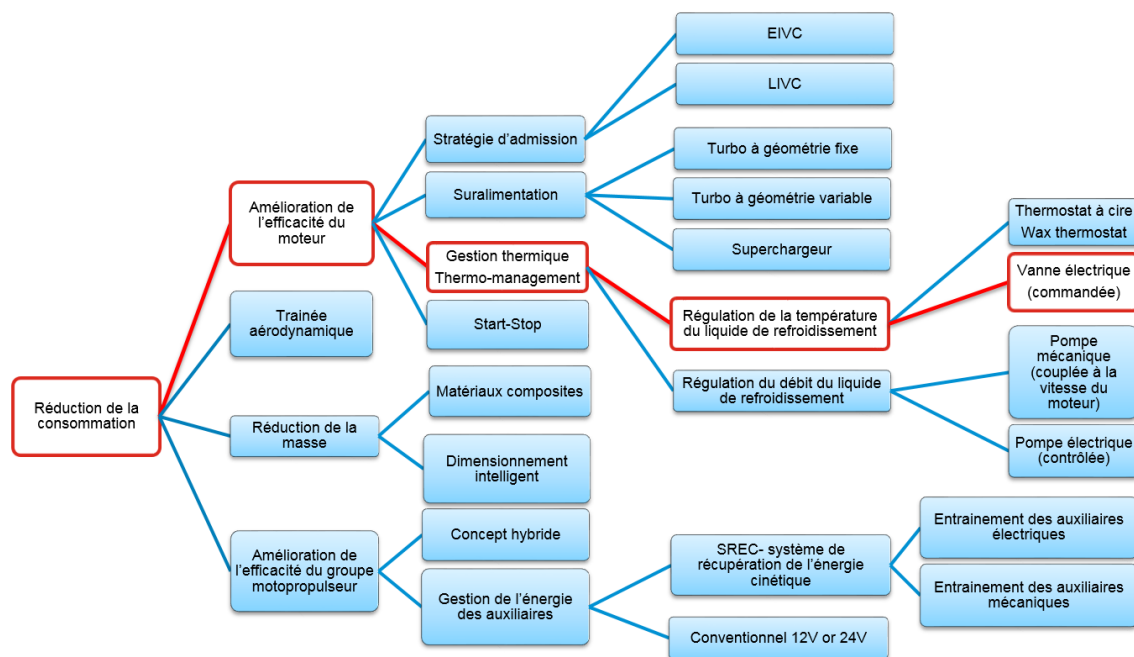 Réduction de la
consommation
Amélioration de
l'efficacité du
moteur
Trainée
aérodynamique
Réduction de la
masse
Amélioration de
l'efficacité du groupe
motopropulseur
Stratégie d'admission
Suralimentation
Gestion thermique
Thermo-management
Start-Stop
Matériaux composites
Dimensionnement
intelligent
Concept hybride
Gestion de l'énergie
des auxiliaires
EIVC
LIVC
Turbo à géométrie fixe
Turbo à géométrie variable
Superchargeur
Régulation de la température
du liquide de refroidissement
Régulation du débit du liquide
de refroidissement
SREC- système de
récupération de l'énergie
cinétique
Conventionnel 12V or 24V
Thermostat à cire
Wax thermostat
Vanne électrique
(commandée)
Pompe
mécanique
(couplée à la
vitesse du
moteur)
Pompe électrique
(contrôlée)
Entrainement des auxiliaires
électriques
Entrainement des auxiliaires
mécaniques